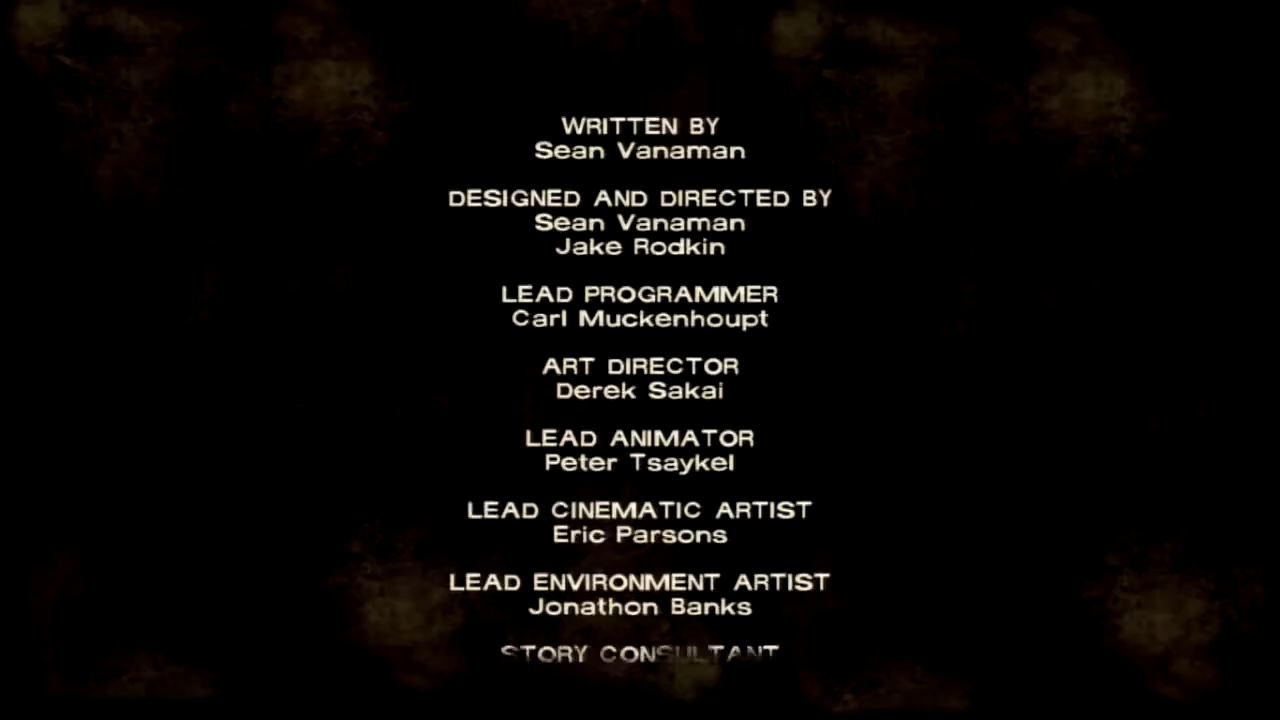 WRITTEN BY
Sean Vanaman
DESIGNED AND DIRECTED BY
Sean Vanaman
Jake Rodkin
LEAD PROGRAMMER
Carl Muckenhoupt
ART DIRECTOR
Derek Sakai
LEAD ANIMATOR
Peter Tsaykel
LEAD CINEMATIC ARTIST
Eric Parsons
LEAD ENVIRONMENT ARTIST
Jonathon Banks
STORY CONSULTANT